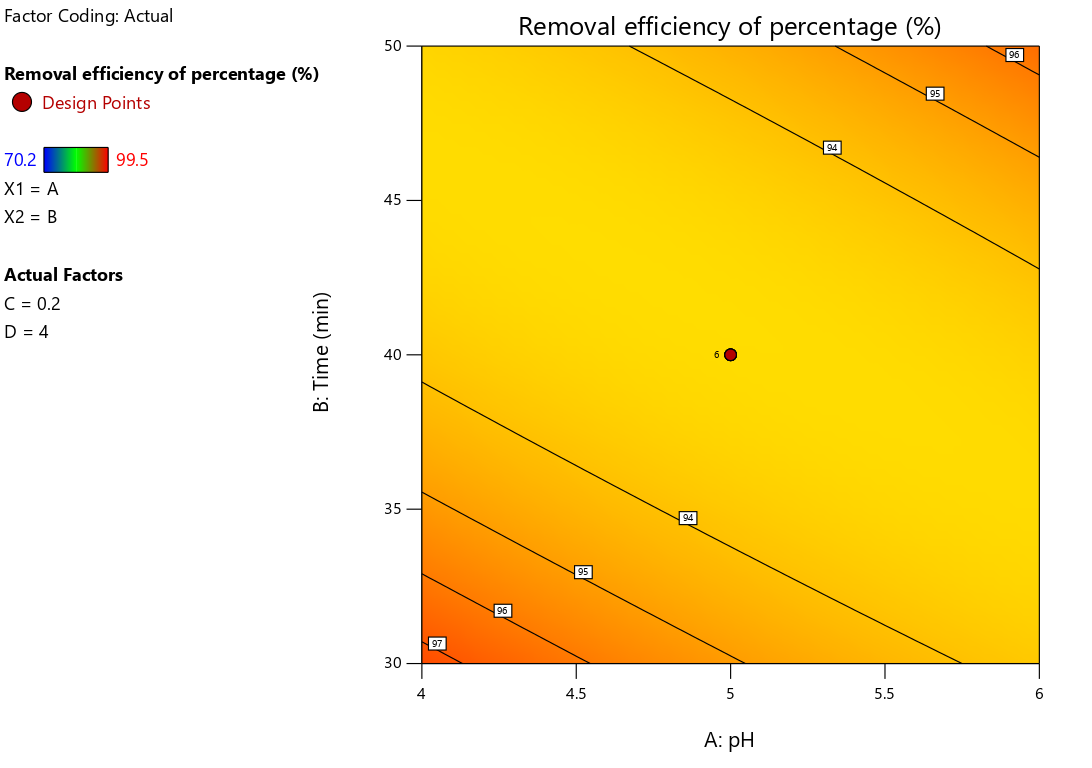 Factor Coding: Actual
Removal efficiency of percentage (%)
Design Points
70.2 99.5
X1 = A
X2 = B
Actual Factors
C = 0.2
D = 4
Removal efficiency of percentage (%)
50
45
40
35
30
B: Time (min)
96
95
94
6
94
95
96
97
4 4.5 5 5.5 6
A: pH